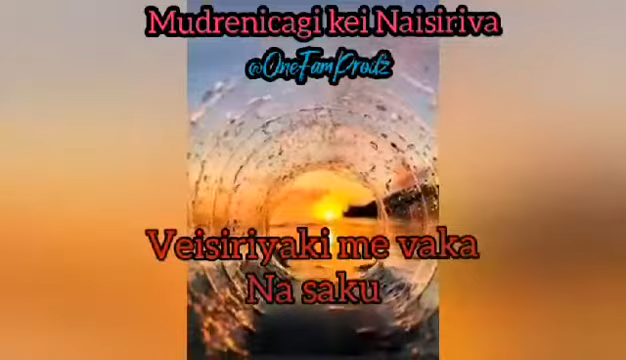 Mudrenicagi kei Naisiriva
@OneFamProdz
Veisiriyaki me vaka
Na saku